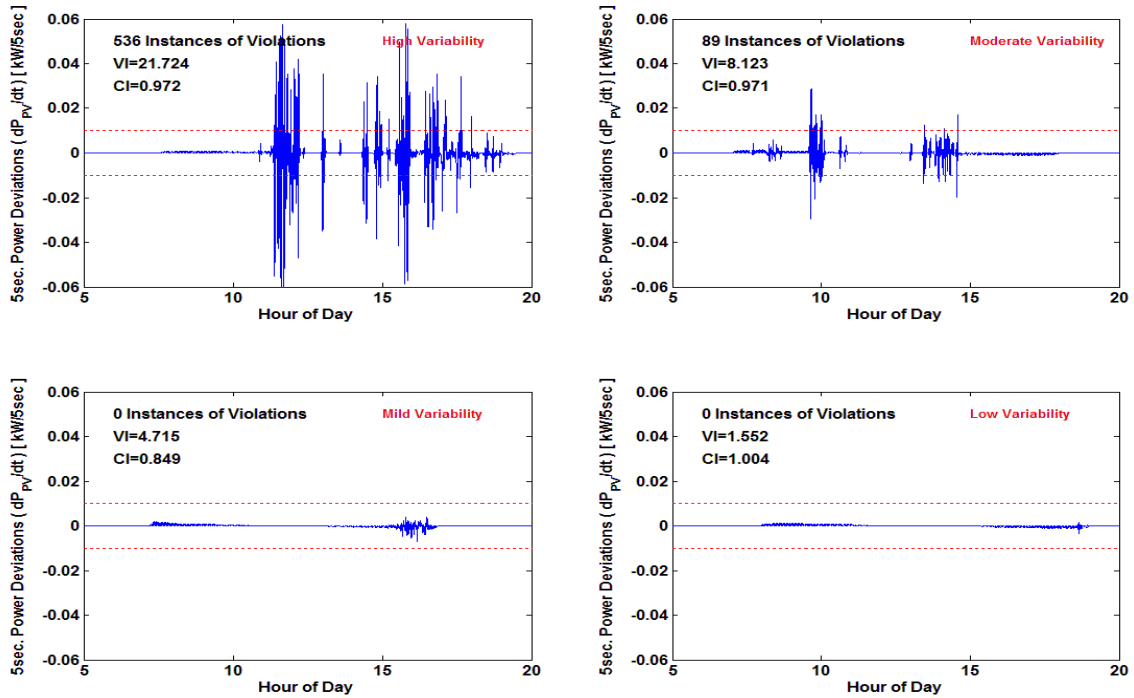 0.06
0.04
0.02
0
-0.02
-0.04
-0.06
5sec. Power Deviations ( dP_PV/dt ) [ kW/5sec ]
536 Instances of Violations
High Variability
VI=21.724
CI=0.972
5 10 15 20
Hour of Day
0.06
0.04
0.02
0
-0.02
-0.04
-0.06
5sec. Power Deviations ( dP_PV/dt ) [ kW/5sec ]
89 Instances of Violations
Moderate Variability
VI=8.123
CI=0.971
5 10 15 20
Hour of Day
0.06
0.04
0.02
0
-0.02
-0.04
-0.06
5sec. Power Deviations ( dP_PV/dt ) [ kW/5sec ]
0 Instances of Violations
Mild Variability
VI=4.715
CI=0.849
5 10 15 20
Hour of Day
0.06
0.04
0.02
0
-0.02
-0.04
-0.06
5sec. Power Deviations ( dP_PV/dt ) [ kW/5sec ]
0 Instances of Violations
Low Variability
VI=1.552
CI=1.004
5 10 15 20
Hour of Day